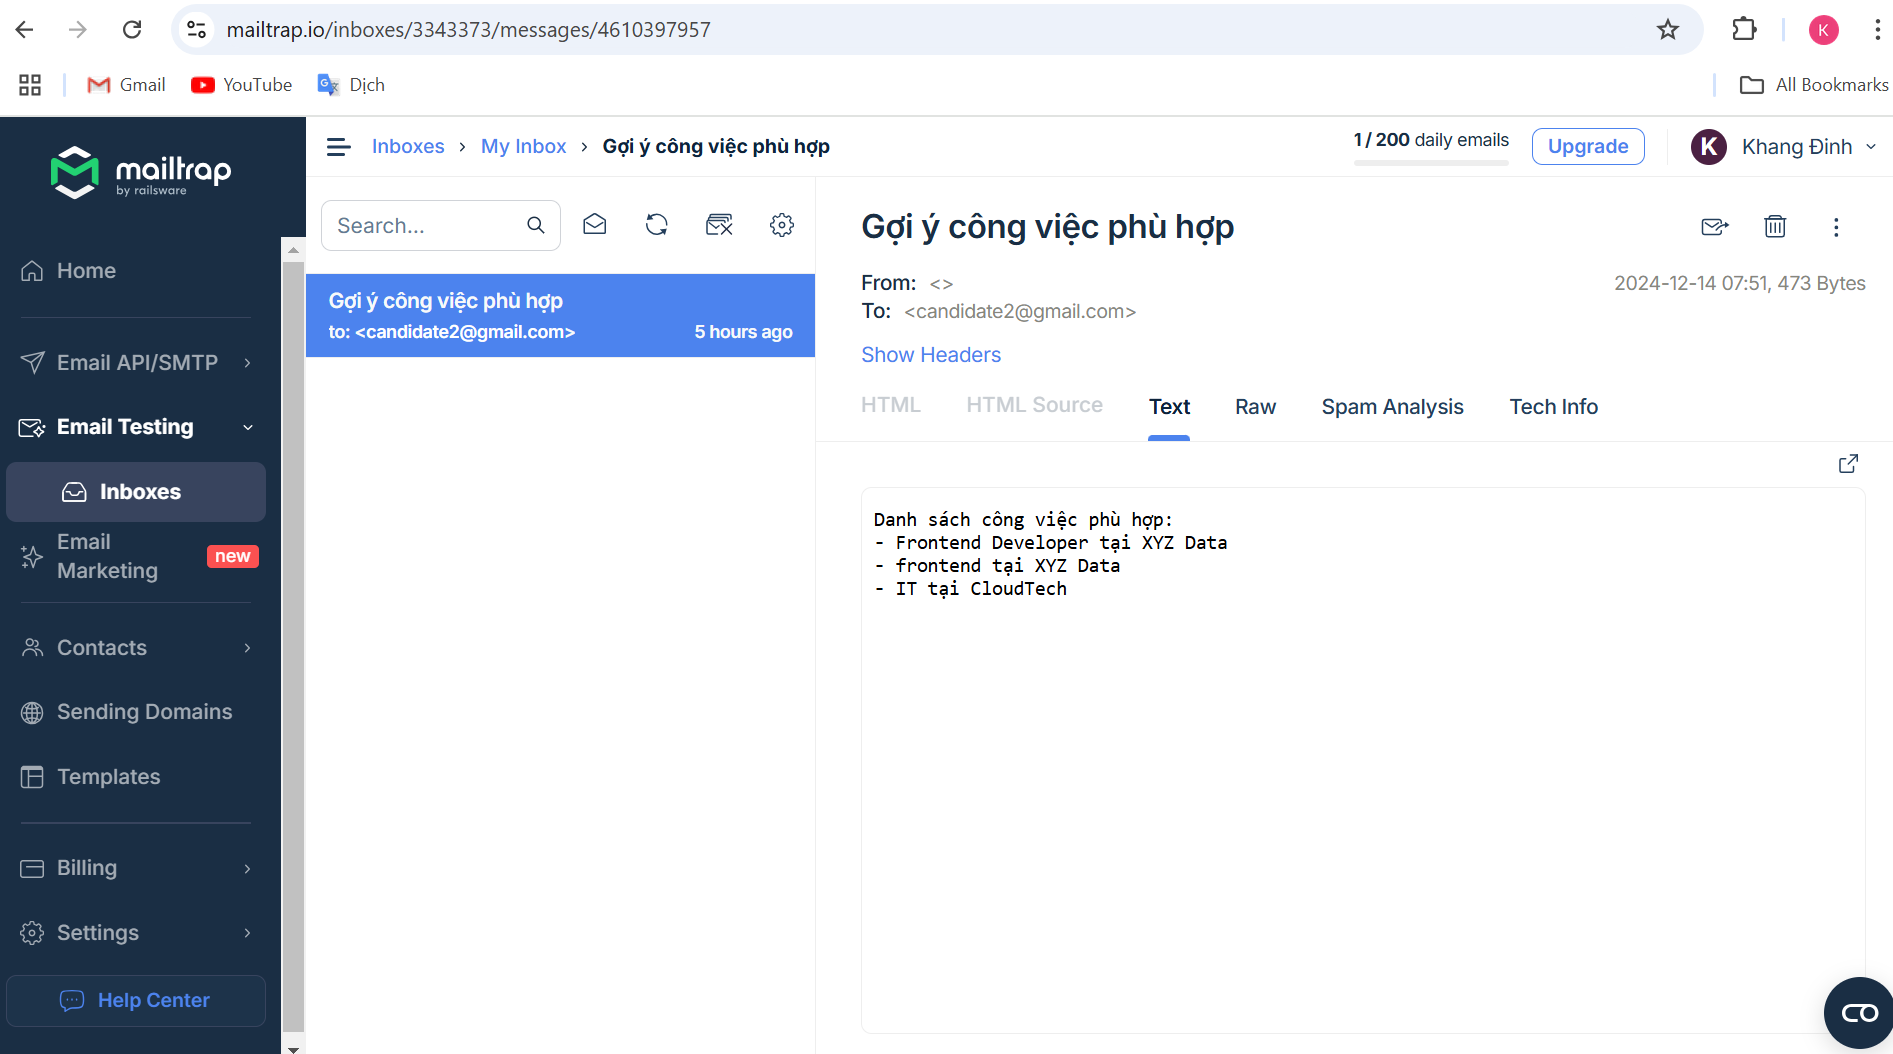 mailtrap.io/inboxes/3343373/messages/4610397957
K
Gmail
YouTube
Dịch
All Bookmarks
mailtrap
by railsware
Inboxes › My Inbox › Gợi ý công việc phù hợp
1 / 200 daily emails
Upgrade
K
Khang Đinh
Home
Email API/SMTP
Email Testing
Inboxes
Email Marketing
new
Contacts
Sending Domains
Templates
Billing
Settings
Help Center
Search...
Gợi ý công việc phù hợp
to: <candidate2@gmail.com>
5 hours ago
Gợi ý công việc phù hợp
From: <>
2024-12-14 07:51, 473 Bytes
To: <candidate2@gmail.com>
Show Headers
HTML
HTML Source
Text
Raw
Spam Analysis
Tech Info
Danh sách công việc phù hợp:
- Frontend Developer tại XYZ Data
- frontend tại XYZ Data
- IT tại CloudTech